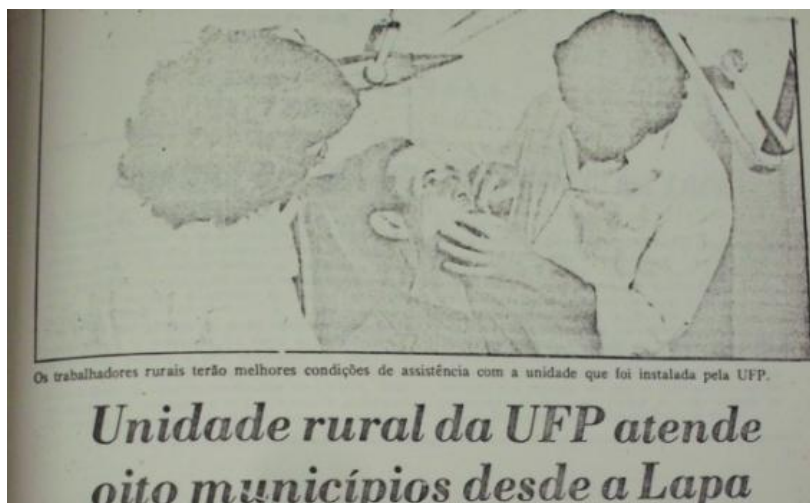 Os trabalhadores rurais terão melhores condições de assistência com a unidade que foi instalada pela UFP.
Unidade rural da UFP atende
oito municípios desde a Lapa